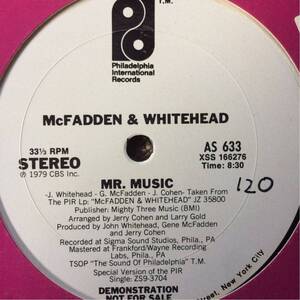 T.M.
Philadelphia
International
Records
McFADDEN & WHITEHEAD
33⅓ RPM
STEREO
℗ 1979 CBS Inc.
AS 633
XSS 166276
Time: 8:30
MR. MUSIC
120
-J. Whitehead - G. McFadden - J. Cohen- Taken From
The PIR Lp: "McFADDEN & WHITEHEAD" JZ 35800
Publisher: Mighty Three Music (BMI)
Arranged by Jerry Cohen and Larry Gold
Produced by John Whitehead, Gene McFadden
and Jerry Cohen
Recorded at Sigma Sound Studios, Phila., PA
Mastered at Frankford/Wayne Recording
Labs, Phila., PA
TSOP "The Sound Of Philadelphia" T.M.
Special Version of the PIR
Single: ZS9-3704
DEMONSTRATION
NOT FOR SALE
New York City